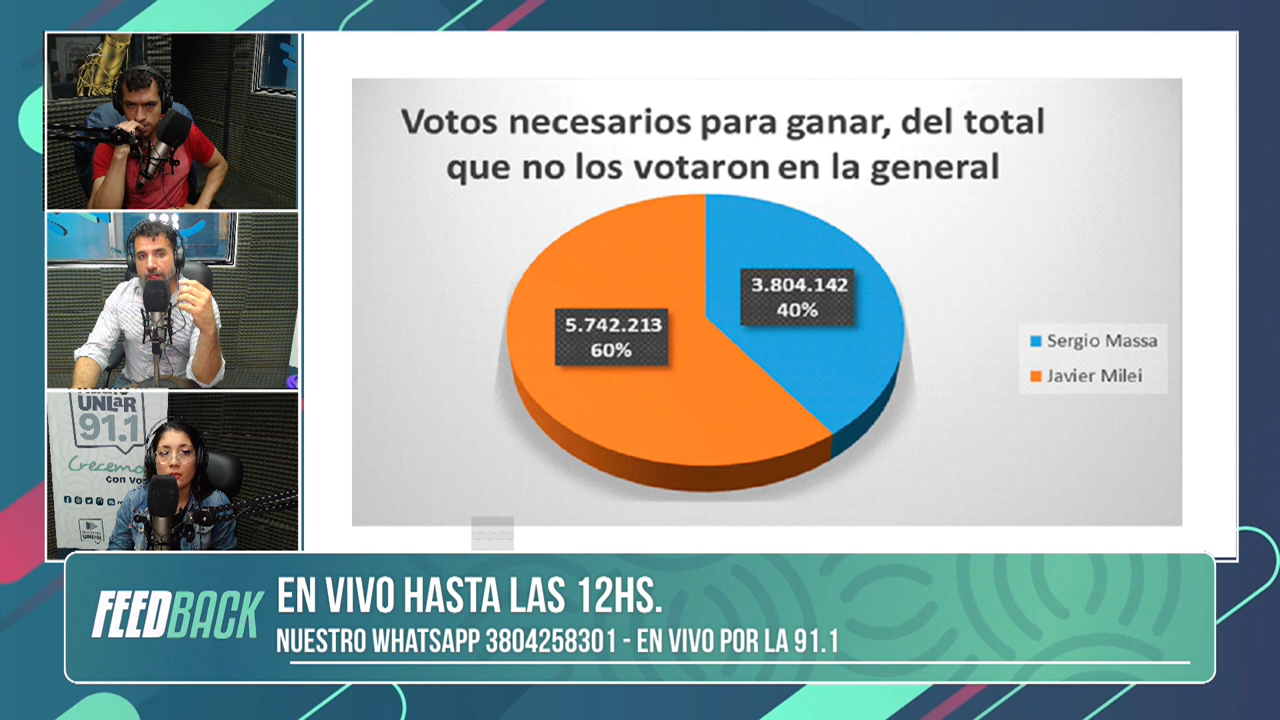 Votos necesarios para ganar, del total
que no los votaron en la general
3.804.142
40%
5.742.213
60%
Sergio Massa
Javier Milei
UNLaR
91.1
Crecemo
con vos
UNLaR
FEEDBACK
EN VIVO HASTA LAS 12HS.
NUESTRO WHATSAPP 3804258301 - EN VIVO POR LA 91.1